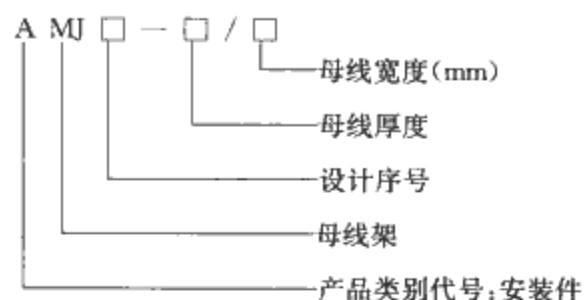 A MJ □ — □ / □
母线宽度(mm)
母线厚度
设计序号
母线架
产品类别代号;安装件